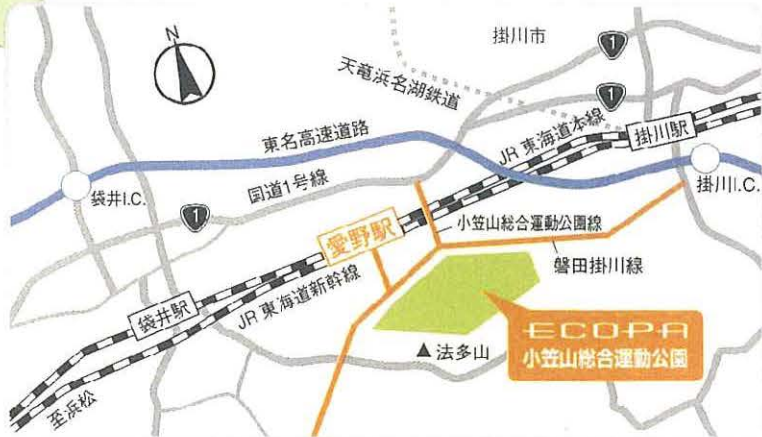 N
掛川市
1
天竜浜名湖鉄道
1
東名高速道路
JR東海道本線
掛川駅
袋井I.C.
国道1号線
掛川I.C.
1
愛野駅
小笠山総合運動公園線
磐田掛川線
JR東海道新幹線
袋井駅
ECOPA
小笠山総合運動公園
▲法多山
至浜松